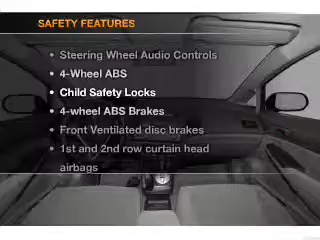 SAFETY FEATURES
• Steering Wheel Audio Controls
• 4-Wheel ABS
• Child Safety Locks
• 4-wheel ABS Brakes
• Front Ventilated disc brakes
• 1st and 2nd row curtain head
airbags